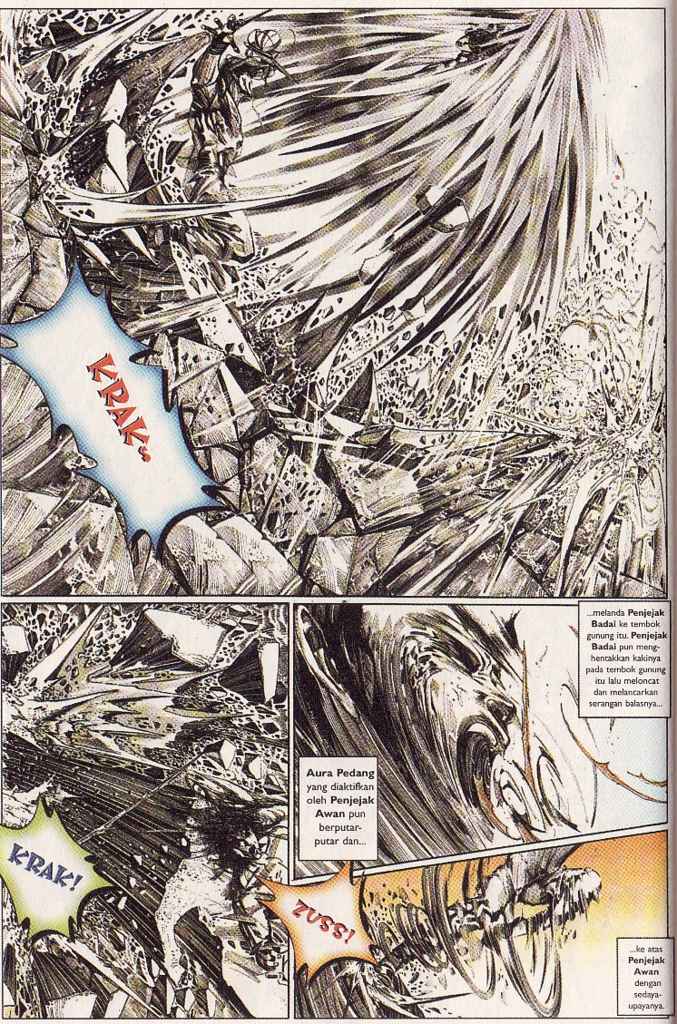 KRAK~
KRAK!
Aura Pedang
yang diaktifkan
oleh Penjejak
Awan pun
berputar-
putar dan...
...melanda Penjejak
Badai ke tembok
gunung itu. Penjejak
Badai pun meng-
hentakkan kakinya
pada tembok gunung
itu lalu meloncat
dan melancarkan
serangan balasnya...
ZUSS!
...ke atas
Penjejak
Awan
dengan
sedaya-
upayanya.